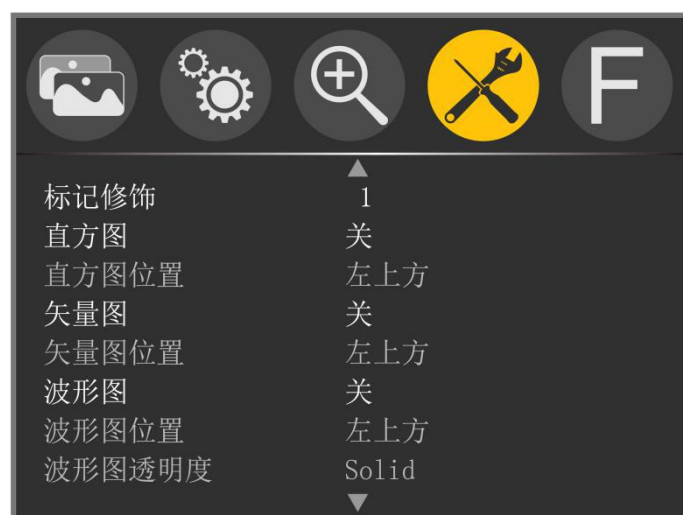 F
标记修饰 1
直方图 关
直方图位置 左上方
矢量图 关
矢量图位置 左上方
波形图 关
波形图位置 左上方
波形图透明度 Solid